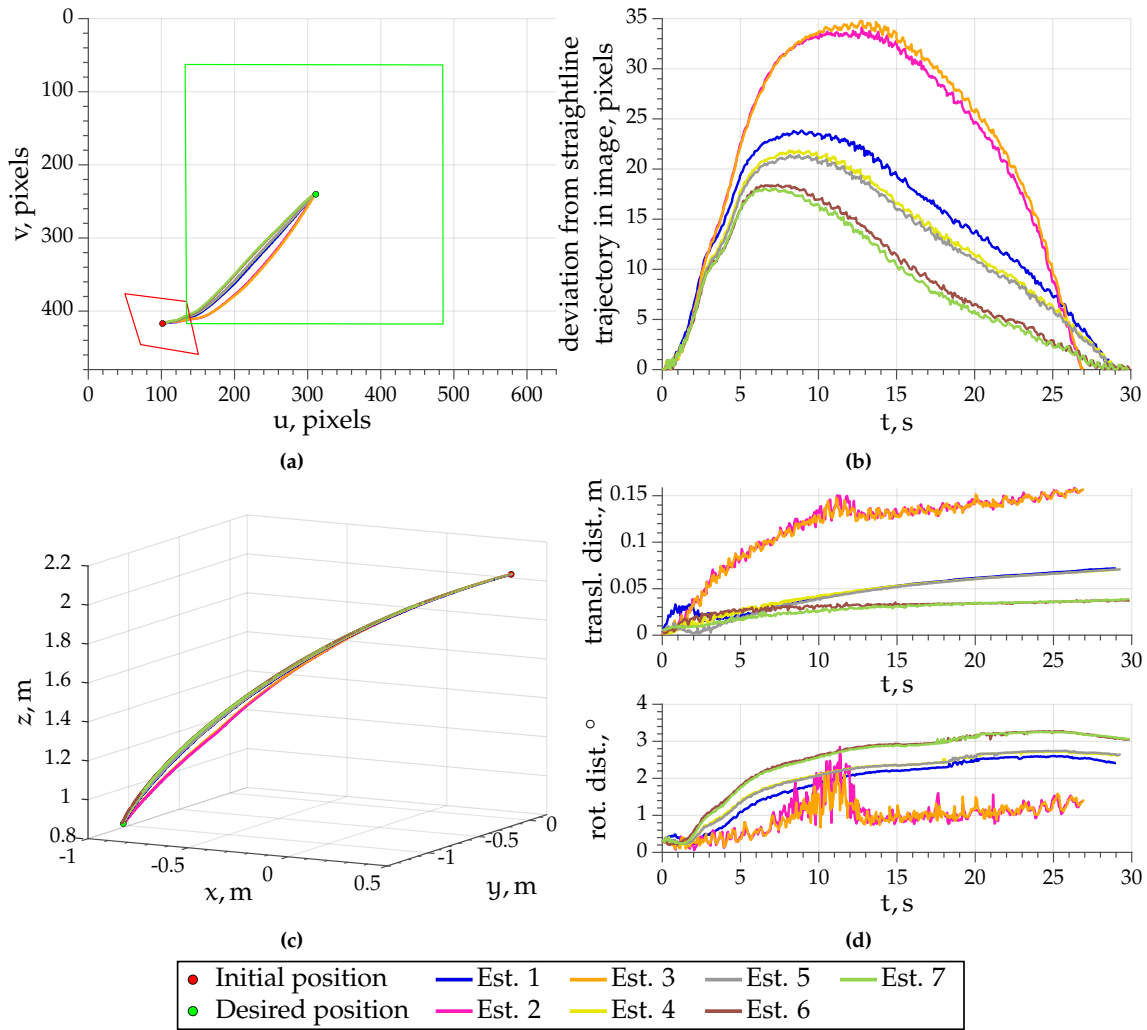 0
100
200
300
400
v, pixels
0 100 200 300 400 500 600
u, pixels
(a)
35
30
25
20
15
10
5
0
deviation from straightline
trajectory in image, pixels
0 5 10 15 20 25 30
t, s
(b)
2.2
2
1.8
1.6
1.4
1.2
1
0.8
z, m
-1 -0.5 0 0.5
x, m
-1 -0.5 0
y, m
(c)
0.15
0.1
0.05
0
transl. dist., m
0 5 10 15 20 25 30
t, s
4
3
2
1
0
rot. dist., °
0 5 10 15 20 25 30
t, s
(d)
Initial position Est. 1 Est. 3 Est. 5 Est. 7
Desired position Est. 2 Est. 4 Est. 6